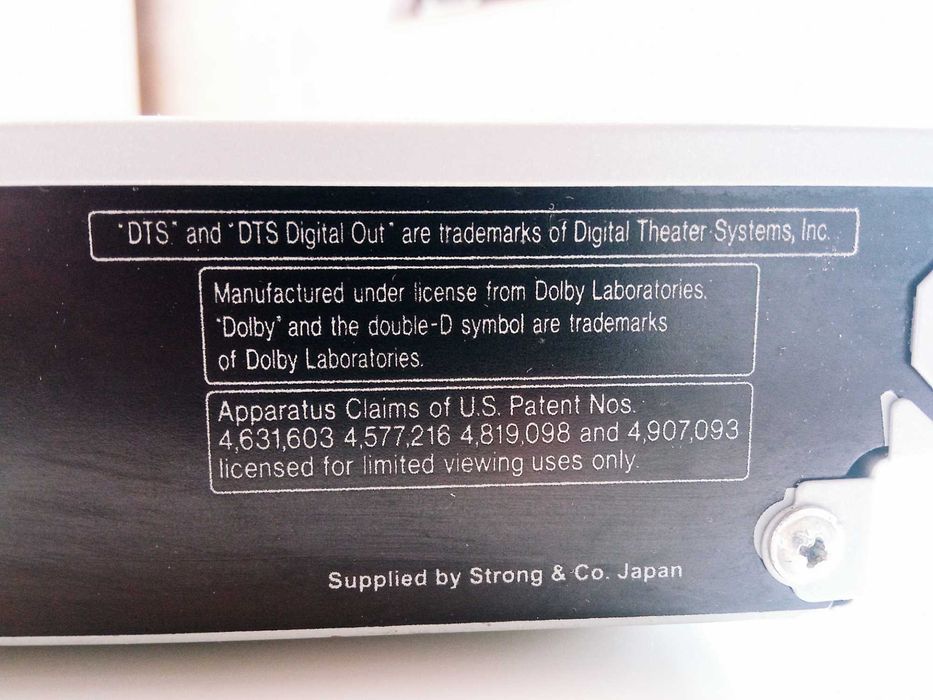 "DTS" and "DTS Digital Out" are trademarks of Digital Theater Systems, Inc.
Manufactured under license from Dolby Laboratories.
"Dolby" and the double-D symbol are trademarks
of Dolby Laboratories.
Apparatus Claims of U.S. Patent Nos.
4,631,603 4,577,216 4,819,098 and 4,907,093
licensed for limited viewing uses only.
Supplied by Strong & Co. Japan